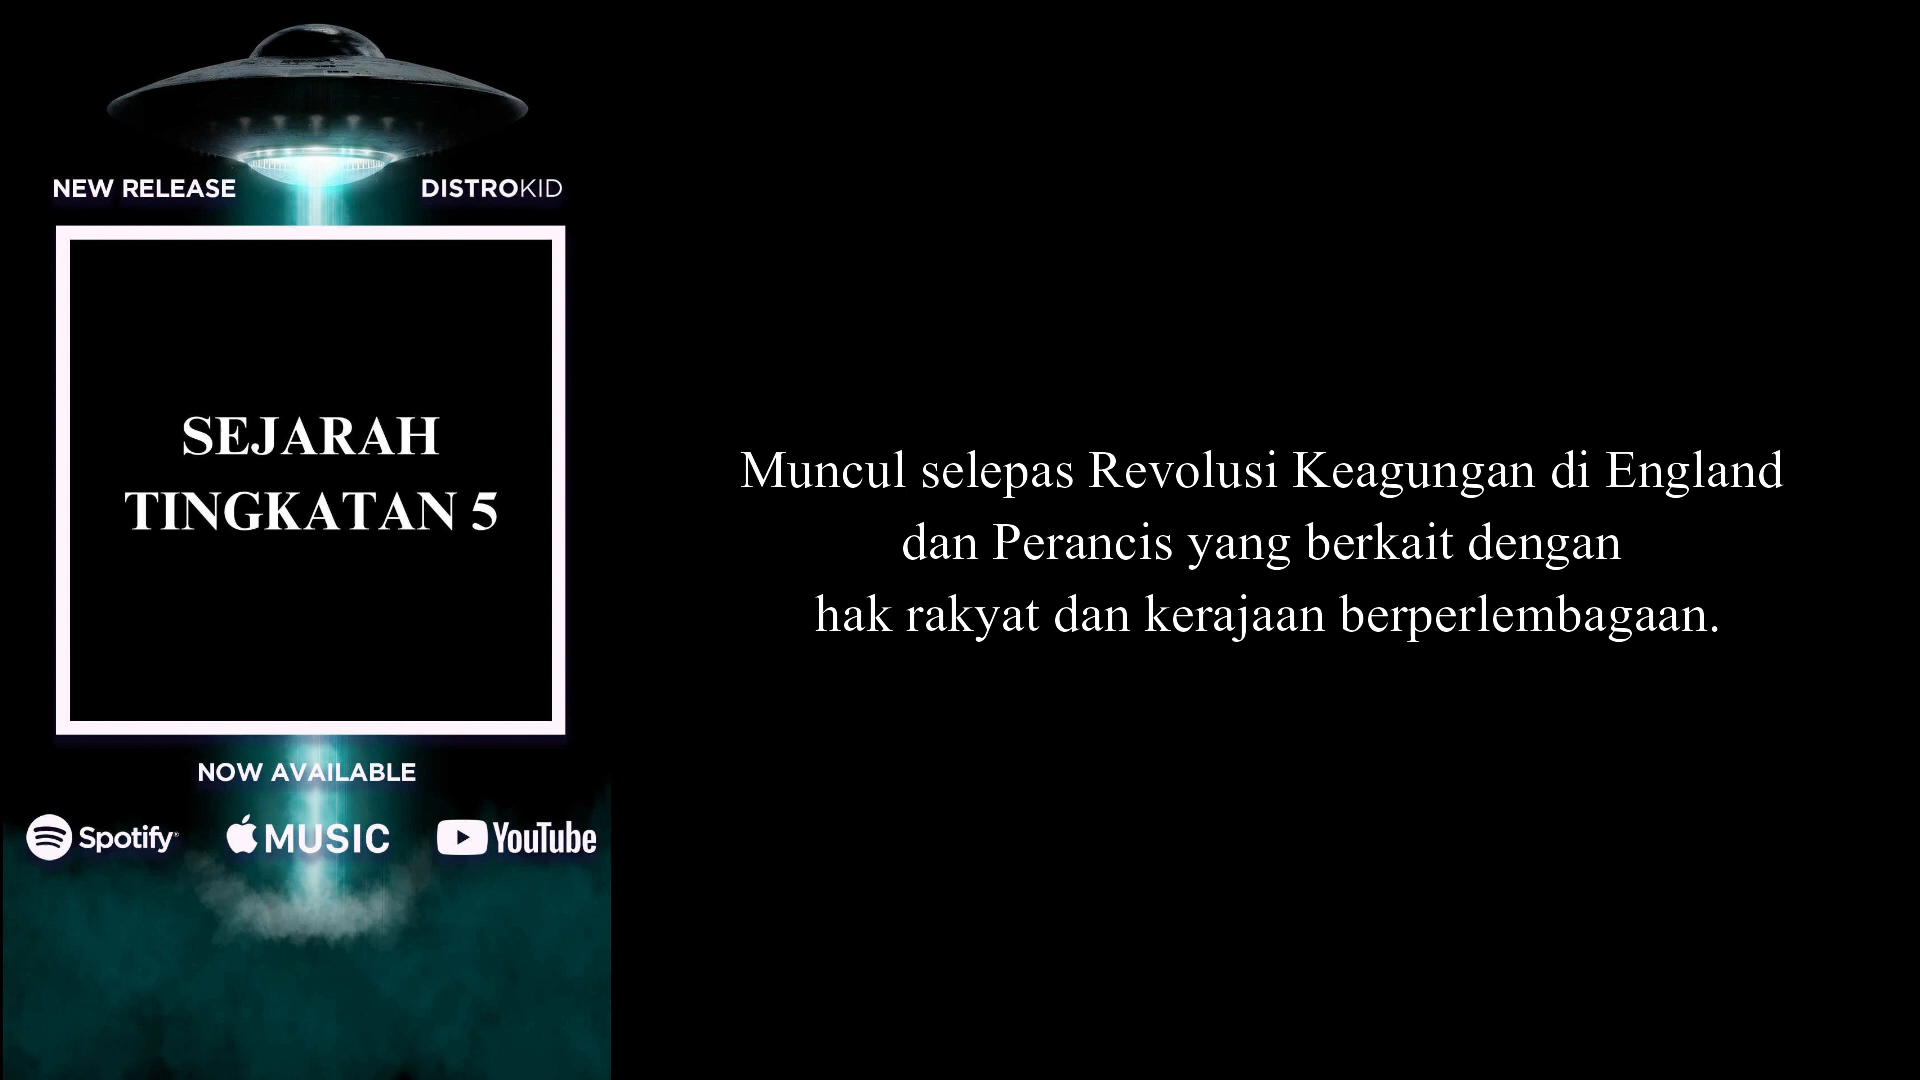 NEW RELEASE
DISTROKID
SEJARAH
TINGKATAN 5
NOW AVAILABLE
Spotify
MUSIC
YouTube
Muncul selepas Revolusi Keagungan di England
dan Perancis yang berkait dengan
hak rakyat dan kerajaan berperlembagaan.